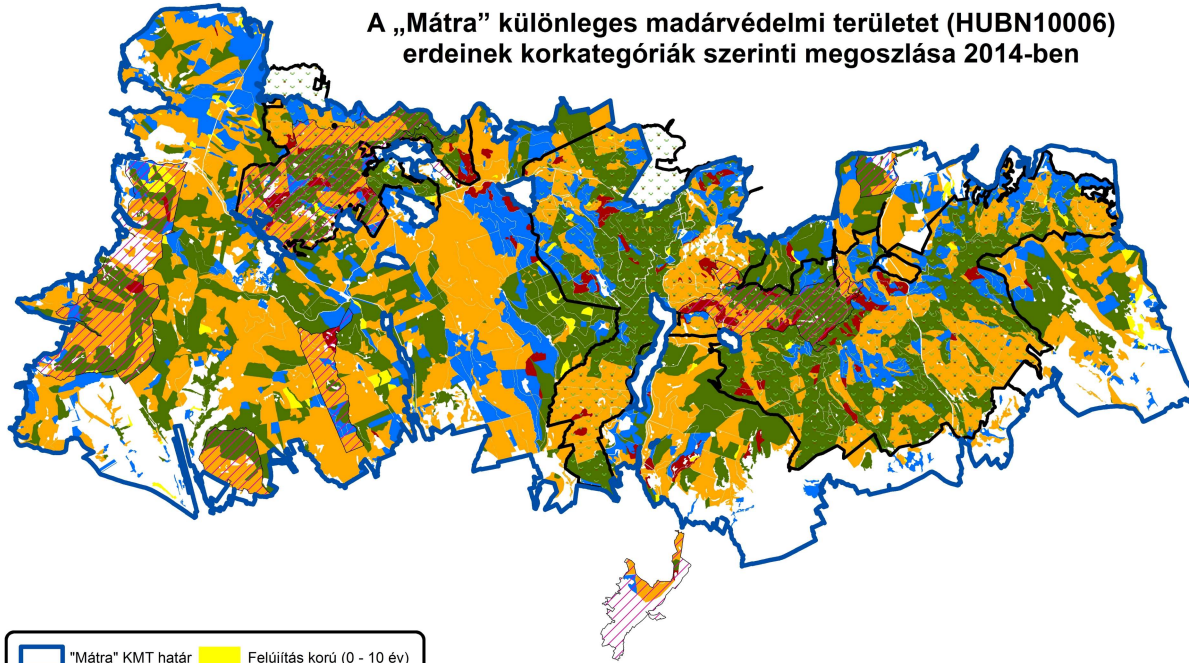 A „Mátra” különleges madárvédelmi területet (HUBN10006)
erdeinek korkategóriák szerinti megoszlása 2014-ben
"Mátra" KMT határ Felújítás korú (0 - 10 év)